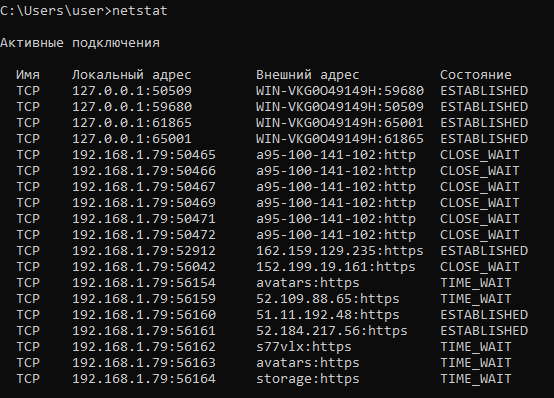 C:\Users\user>netstat
Активные подключения
Имя Локальный адрес Внешний адрес Состояние
TCP 127.0.0.1:50509 WIN-VKG0O49149H:59680 ESTABLISHED
TCP 127.0.0.1:59680 WIN-VKG0O49149H:50509 ESTABLISHED
TCP 127.0.0.1:61865 WIN-VKG0O49149H:65001 ESTABLISHED
TCP 127.0.0.1:65001 WIN-VKG0O49149H:61865 ESTABLISHED
TCP 192.168.1.79:50465 a95-100-141-102:http CLOSE_WAIT
TCP 192.168.1.79:50466 a95-100-141-102:http CLOSE_WAIT
TCP 192.168.1.79:50467 a95-100-141-102:http CLOSE_WAIT
TCP 192.168.1.79:50469 a95-100-141-102:http CLOSE_WAIT
TCP 192.168.1.79:50471 a95-100-141-102:http CLOSE_WAIT
TCP 192.168.1.79:50472 a95-100-141-102:http CLOSE_WAIT
TCP 192.168.1.79:52912 162.159.129.235:https ESTABLISHED
TCP 192.168.1.79:56042 152.199.19.161:https CLOSE_WAIT
TCP 192.168.1.79:56154 avatars:https TIME_WAIT
TCP 192.168.1.79:56159 52.109.88.65:https TIME_WAIT
TCP 192.168.1.79:56160 51.11.192.48:https ESTABLISHED
TCP 192.168.1.79:56161 52.184.217.56:https ESTABLISHED
TCP 192.168.1.79:56162 s77vlx:https TIME_WAIT
TCP 192.168.1.79:56163 avatars:https TIME_WAIT
TCP 192.168.1.79:56164 storage:https TIME_WAIT